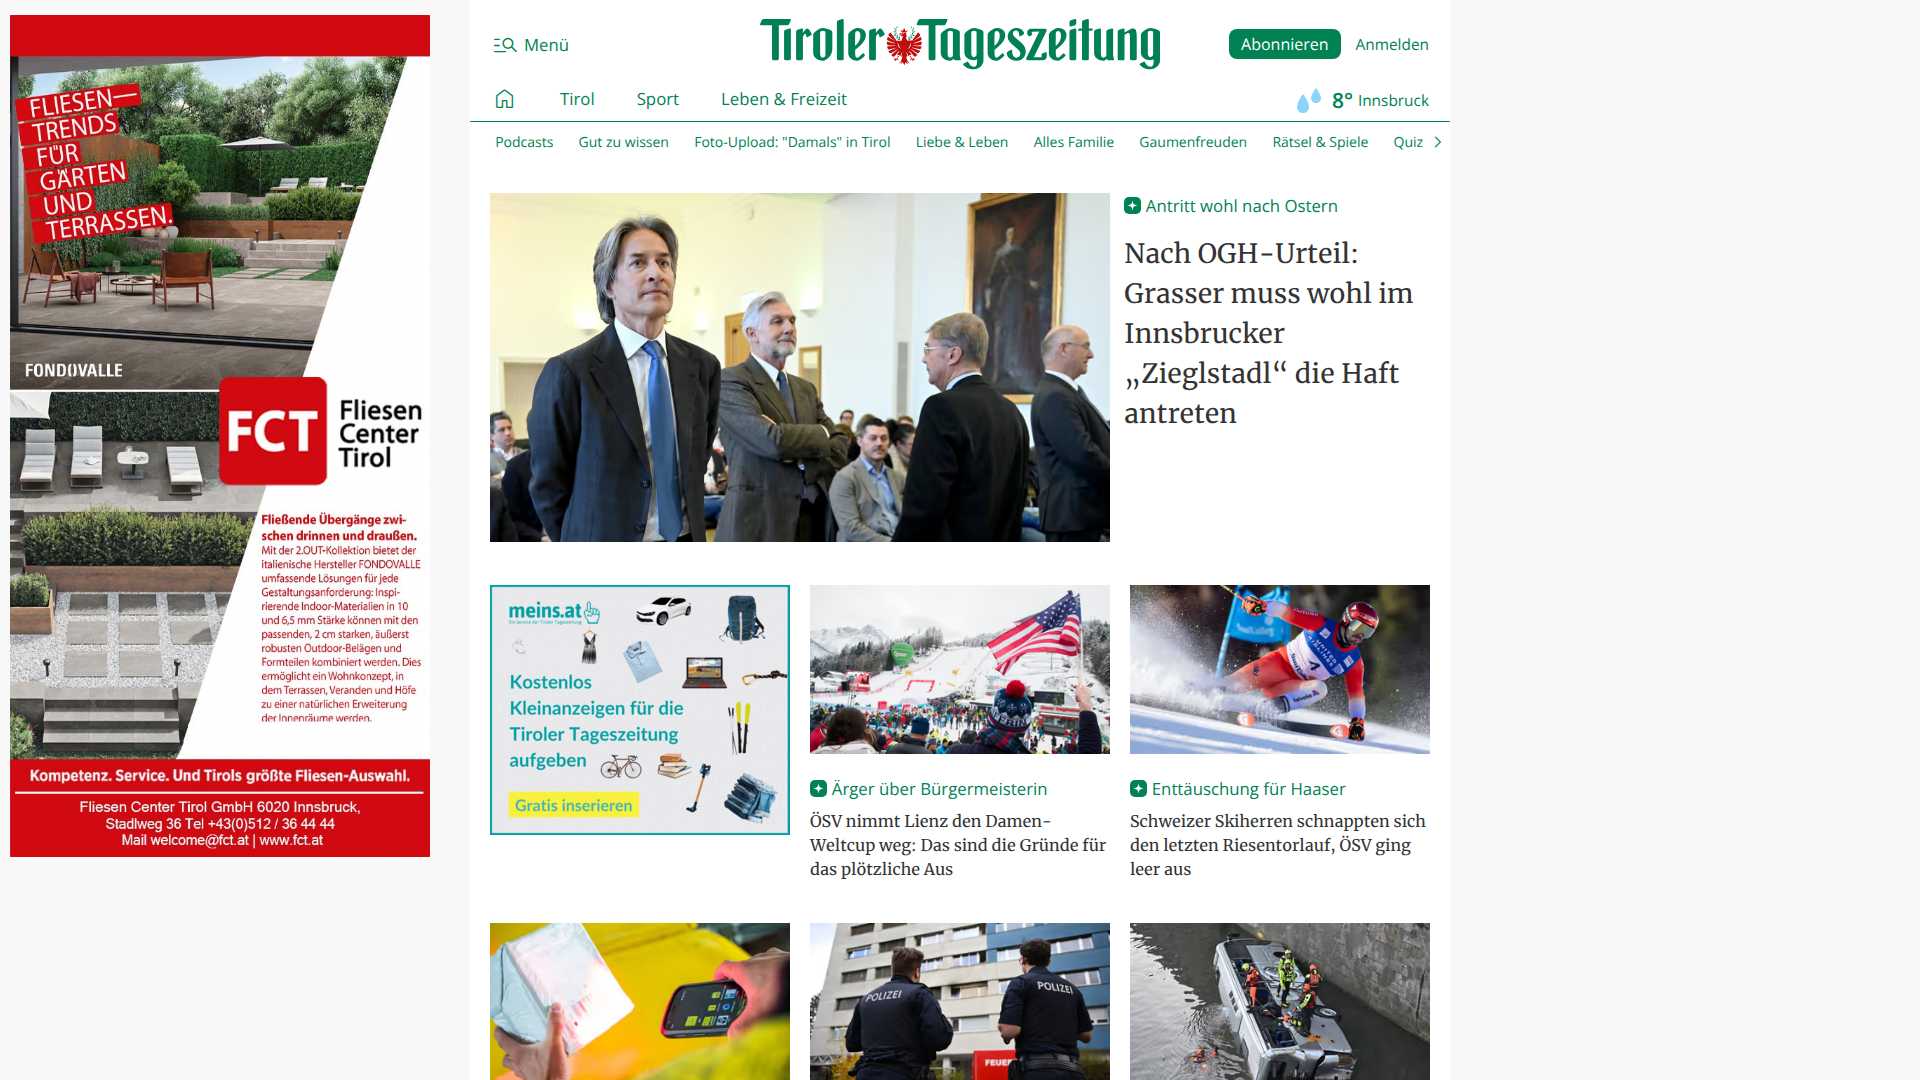 FLIESEN—
TRENDS
FÜR
GÄRTEN
UND
TERRASSEN.
FONDOVALLE
FCT
Fliesen
Center
Tirol
Fließende Übergänge zwi-
schen drinnen und draußen.
Mit der 2.OUT-Kollektion bietet der
italienische Hersteller FONDOVALLE
umfassende Lösungen für jede
Gestaltungsanforderung: Inspi-
rierende Indoor-Materialien in 10
und 6,5 mm Stärke können mit den
passenden, 2 cm starken, äußerst
robusten Outdoor-Belägen und
Formteilen kombiniert werden. Dies
ermöglicht ein Wohnkonzept, in
dem Terrassen, Veranden und Höfe
zu einer natürlichen Erweiterung
der Innenräume werden.
Kompetenz. Service. Und Tirols größte Fliesen-Auswahl.
Fliesen Center Tirol GmbH 6020 Innsbruck,
Stadlweg 36 Tel +43(0)512 / 36 44 44
Mail welcome@fct.at | www.fct.at
Menü
Tiroler Tageszeitung
Abonnieren
Anmelden
Tirol
Sport
Leben & Freizeit
8° Innsbruck
Podcasts
Gut zu wissen
Foto-Upload: "Damals" in Tirol
Liebe & Leben
Alles Familie
Gaumenfreuden
Rätsel & Spiele
Quiz
Antritt wohl nach Ostern
Nach OGH-Urteil:
Grasser muss wohl im
Innsbrucker
„Zieglstadl“ die Haft
antreten
meins.at
Ein Service der Tiroler Tageszeitung
Kostenlos
Kleinanzeigen für die
Tiroler Tageszeitung
aufgeben
Gratis inserieren
Ärger über Bürgermeisterin
ÖSV nimmt Lienz den Damen-
Weltcup weg: Das sind die Gründe für
das plötzliche Aus
Enttäuschung für Haaser
Schweizer Skiherren schnappten sich
den letzten Riesentorlauf, ÖSV ging
leer aus
POLIZEI
POLIZEI
FEUER